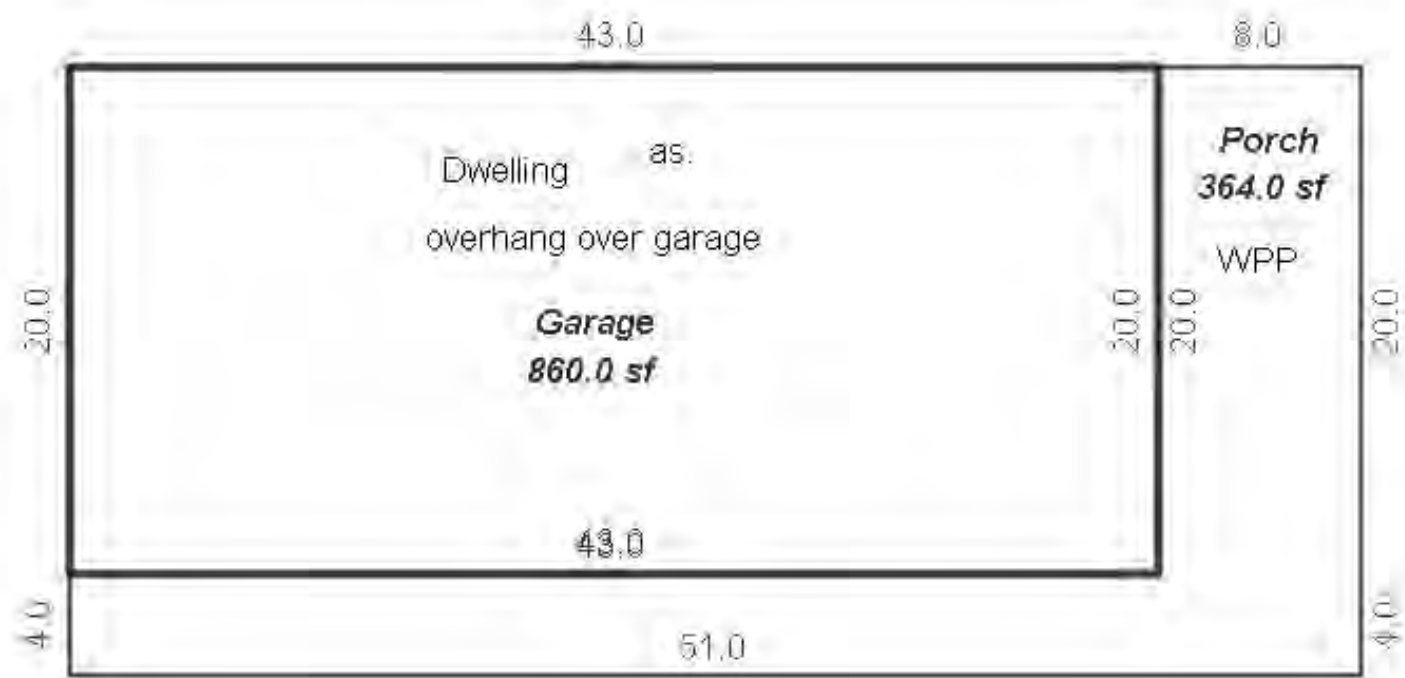 43.0 8.0
Dwelling as.
Porch
364.0 sf
overhang over garage
WPP
20.0 20.0 20.0 20.0
Garage
860.0 sf
43.0
4.0 4.0
51.0